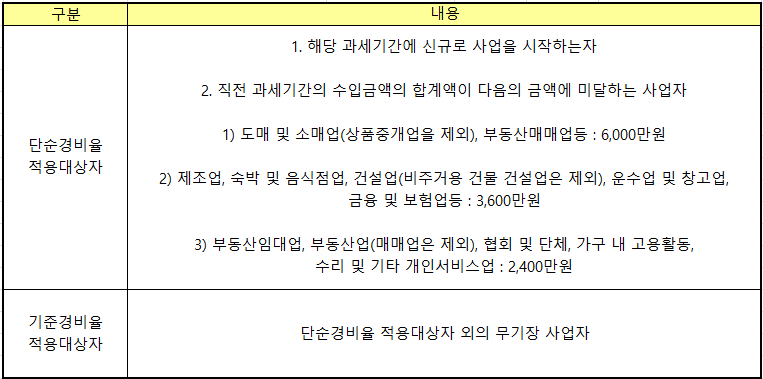 구분
내용
단순경비율
적용대상자
1. 해당 과세기간에 신규로 사업을 시작하는자
2. 직전 과세기간의 수입금액의 합계액이 다음의 금액에 미달하는 사업자
1) 도매 및 소매업(상품중개업을 제외), 부동산매매업등 : 6,000만원
2) 제조업, 숙박 및 음식점업, 건설업(비주거용 건물 건설업은 제외), 운수업 및 창고업,
금융 및 보험업등 : 3,600만원
3) 부동산임대업, 부동산업(매매업은 제외), 협회 및 단체, 가구 내 고용활동,
수리 및 기타 개인서비스업 : 2,400만원
기준경비율
적용대상자
단순경비율 적용대상자 외의 무기장 사업자